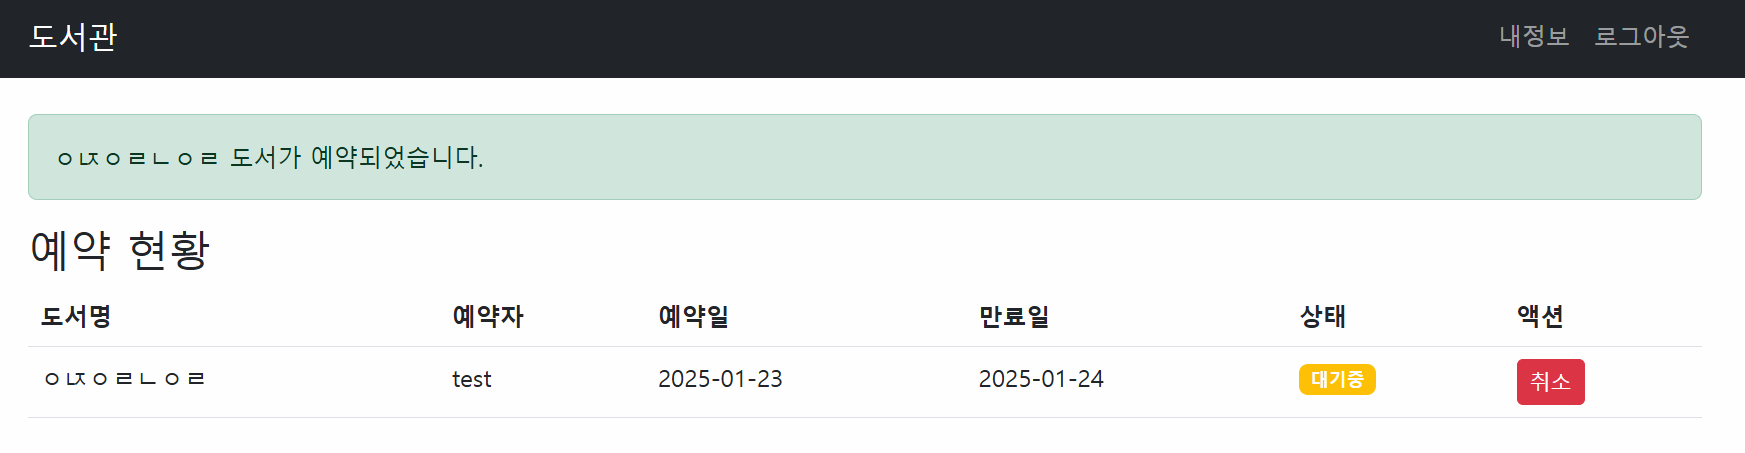 도서관 내정보 로그아웃
ㅇㄵㅇㄹㄴㅇㄹ 도서가 예약되었습니다.
예약 현황
도서명 예약자 예약일 만료일 상태 액션
ㅇㄵㅇㄹㄴㅇㄹ test 2025-01-23 2025-01-24 대기중 취소